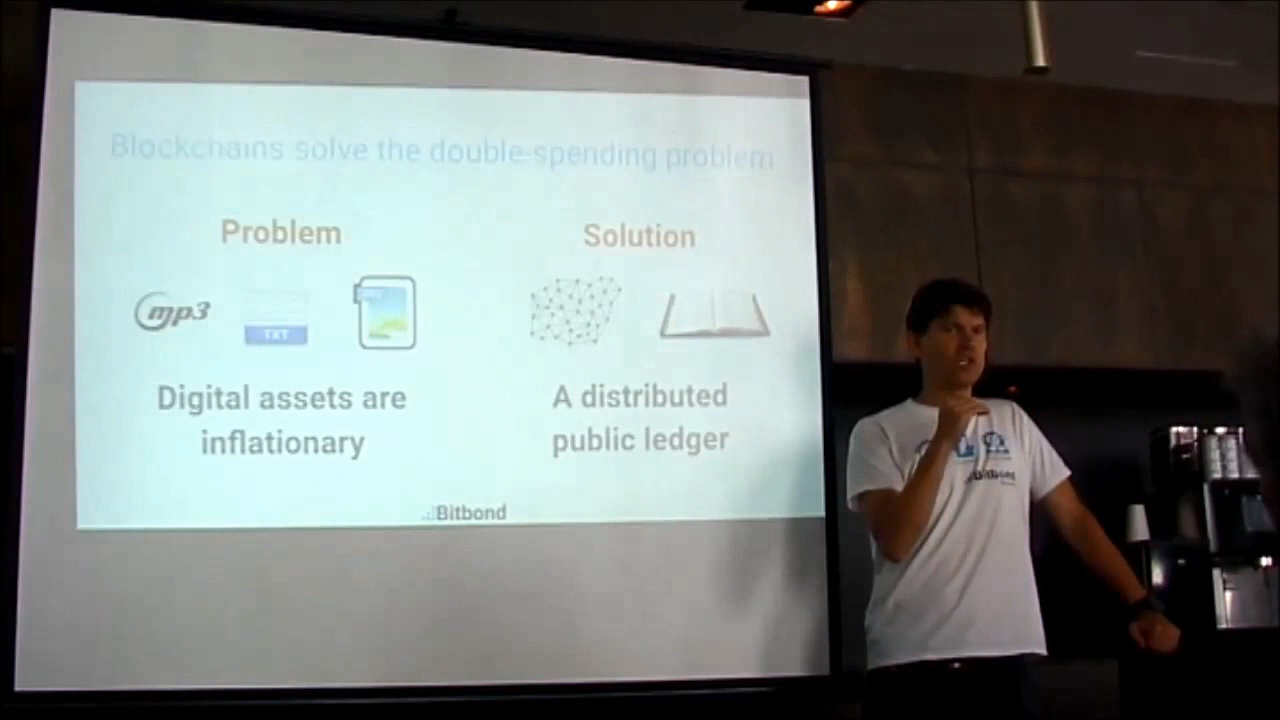 Blockchains solve the double-spending problem
Problem
Solution
mp3
TXT
Digital assets are
inflationary
A distributed
public ledger
Bitbond